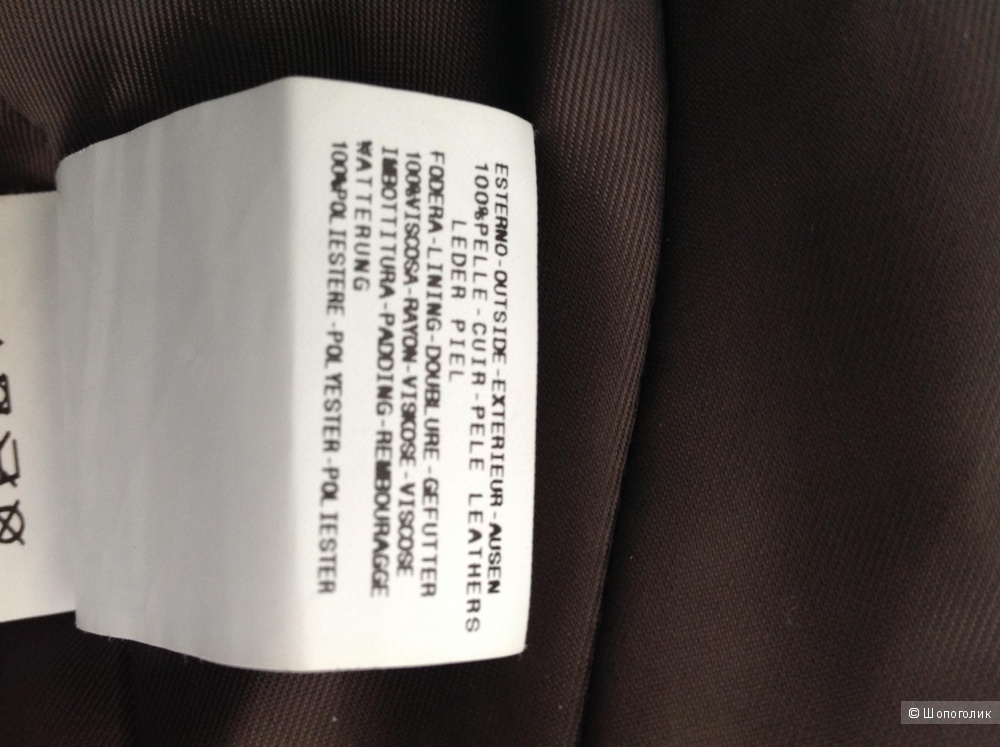 ESTERNO-OUTSIDE-EXTERIEUR-AUSEN
100%PELLE-CUIR-PELE LEATHERS
LEDER PIEL
FODERA-LINING-DOUBLURE-GEFUTTER
100%VISCOSA-RAYON-VISKOSE-VISCOSE
IMBOTTITURA-PADDING-REMBOURAGGE
WATTERUNG
100%POLIESTERE-POLYESTER-POLIESTER
© Шопоголик